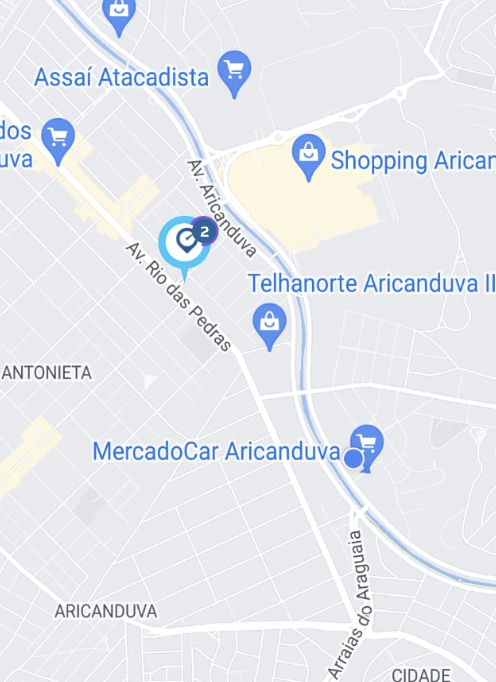 Assaí Atacadista
dos
uva
Shopping Arican
Av. Aricanduva
2
Av. Rio das Pedras
Telhanorte Aricanduva II
ANTONIETA
MercadoCar Aricanduva
Arraias do Araguaia
ARICANDUVA
CIDADE